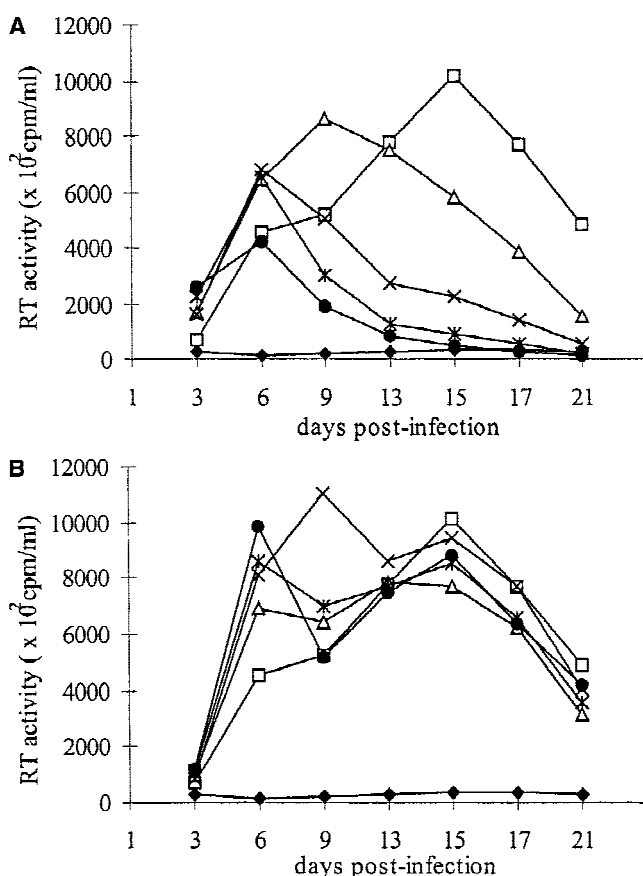 A
12000
10000
8000
6000
4000
2000
0
RT activity (x 10²cpm/ml)
1 3 6 9 13 15 17 21
days post-infection
B
12000
10000
8000
6000
4000
2000
0
RT activity ( x 10²cpm/ml)
1 3 6 9 13 15 17 21
days post-infection